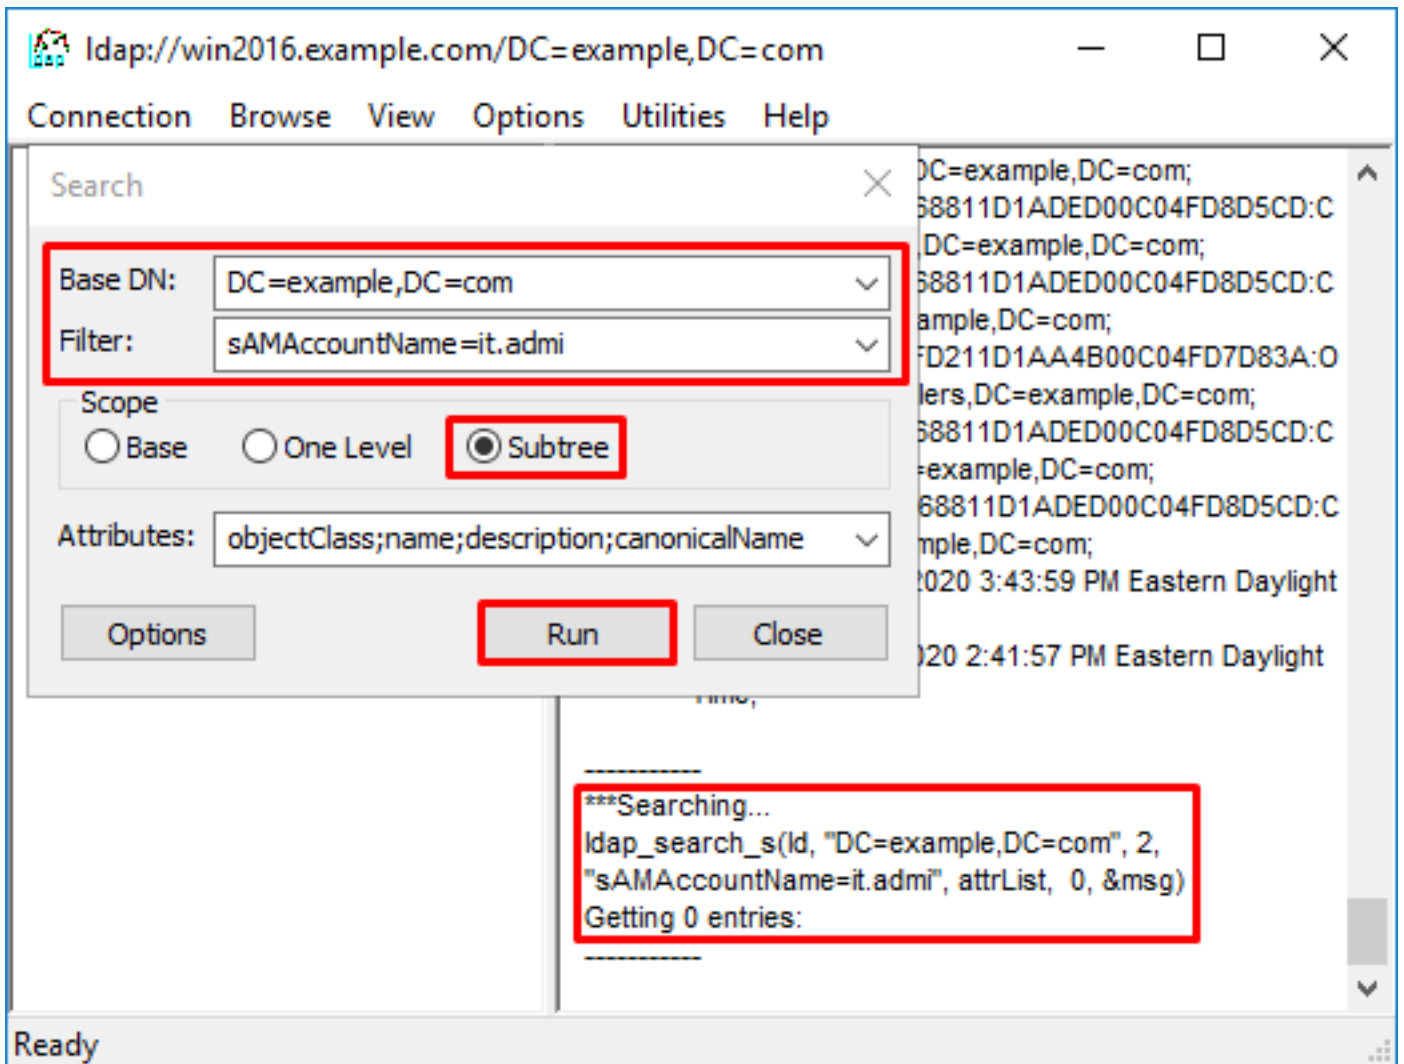 ldap://win2016.example.com/DC=example,DC=com
Connection Browse View Options Utilities Help
Search
Base DN: DC=example,DC=com
Filter: sAMAccountName=it.admi
Scope
Base One Level Subtree
Attributes: objectClass;name;description;canonicalName
Options Run Close
DC=example,DC=com;
68811D1ADED00C04FD8D5CD:C
,DC=example,DC=com;
68811D1ADED00C04FD8D5CD:C
ample,DC=com;
FD211D1AA4B00C04FD7D83A:O
lers,DC=example,DC=com;
68811D1ADED00C04FD8D5CD:C
=example,DC=com;
68811D1ADED00C04FD8D5CD:C
mple,DC=com;
2020 3:43:59 PM Eastern Daylight
020 2:41:57 PM Eastern Daylight
Time;
-----------
***Searching...
ldap_search_s(ld, "DC=example,DC=com", 2,
"sAMAccountName=it.admi", attrList, 0, &msg)
Getting 0 entries:
-----------
Ready